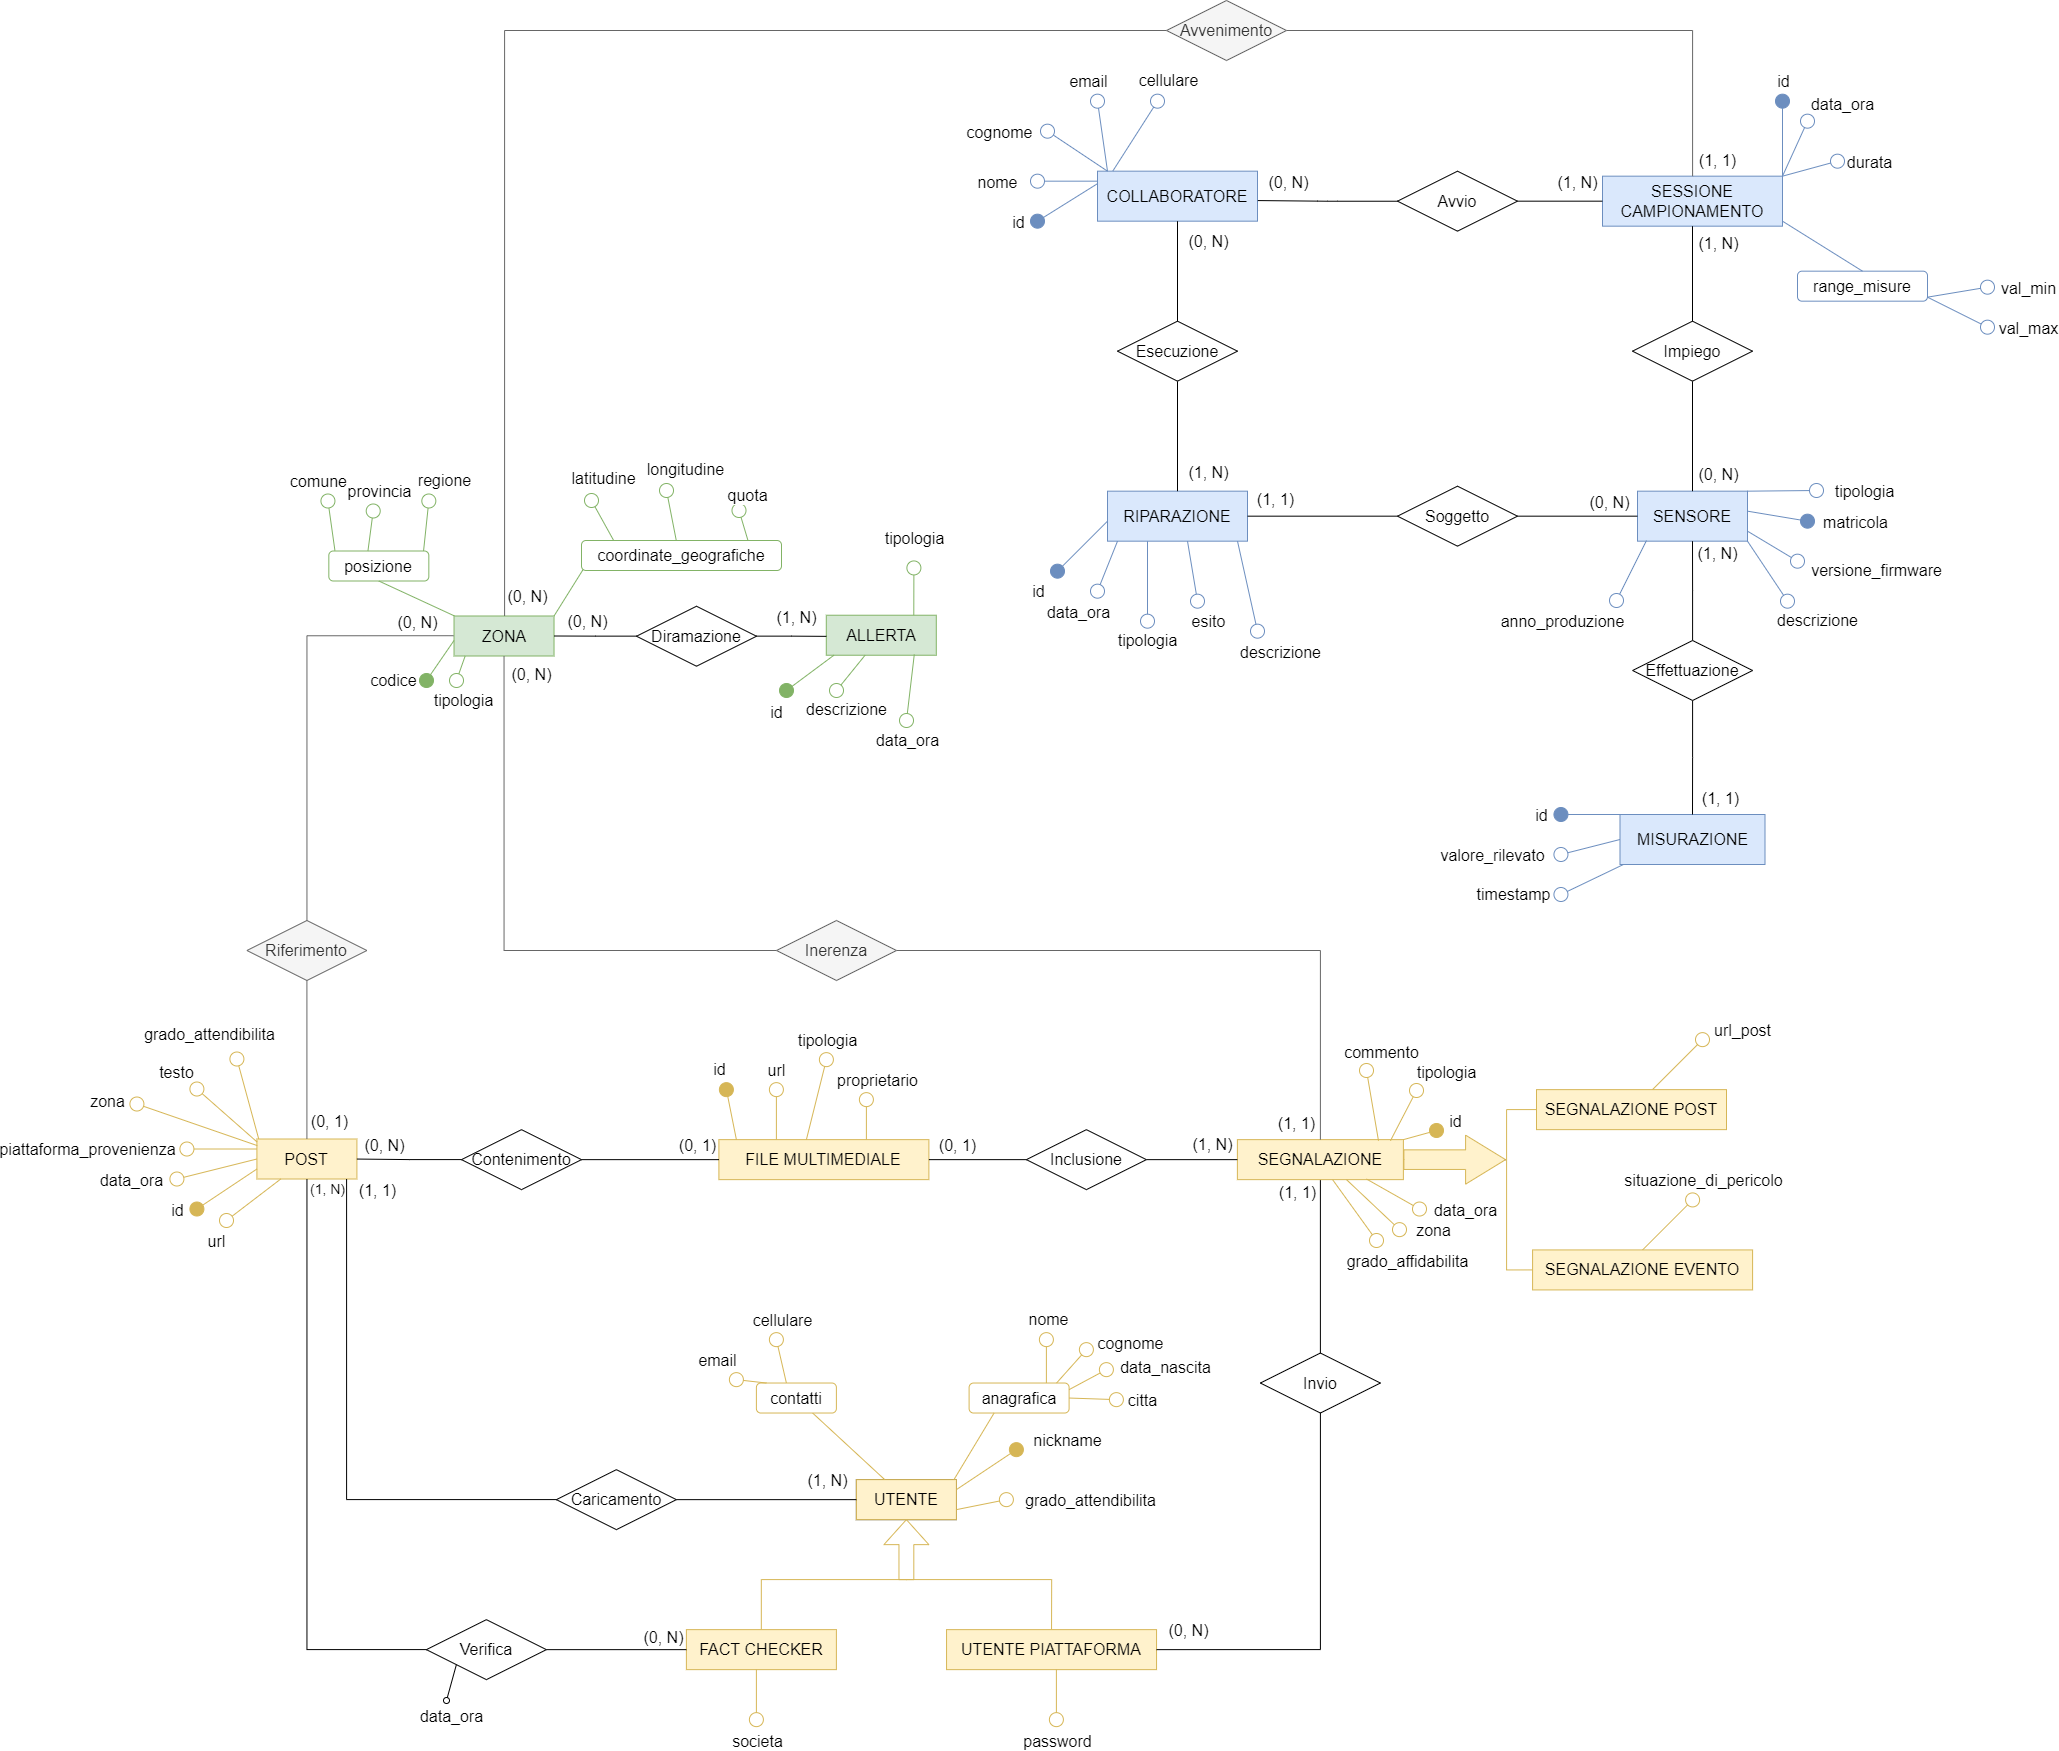 Avvenimento
email
cellulare
cognome
nome
id
COLLABORATORE
(0, N)
(0, N)
Avvio
(1, N)
(1, 1)
SESSIONE
CAMPIONAMENTO
(1, N)
id
data_ora
durata
range_misure
val_min
val_max
Esecuzione
Impiego
(1, N)
RIPARAZIONE
(1, 1)
Soggetto
(0, N)
(0, N)
SENSORE
(1, N)
tipologia
matricola
versione_firmware
descrizione
anno_produzione
id
data_ora
tipologia
esito
descrizione
Effettuazione
(1, 1)
MISURAZIONE
id
valore_rilevato
timestamp
comune
provincia
regione
posizione
latitudine
longitudine
quota
coordinate_geografiche
(0, N)
(0, N)
ZONA
(0, N)
(0, N)
codice
tipologia
Diramazione
(1, N)
ALLERTA
tipologia
id
descrizione
data_ora
Riferimento
Inerenza
grado_attendibilita
testo
zona
piattaforma_provenienza
data_ora
id
url
(0, 1)
POST
(0, N)
(1, N)
(1, 1)
Contenimento
(0, 1)
FILE MULTIMEDIALE
id
url
tipologia
proprietario
(0, 1)
Inclusione
(1, N)
(1, 1)
SEGNALAZIONE
(1, 1)
commento
tipologia
id
data_ora
zona
grado_affidabilita
url_post
SEGNALAZIONE POST
situazione_di_pericolo
SEGNALAZIONE EVENTO
cellulare
email
contatti
nome
cognome
data_nascita
citta
anagrafica
nickname
grado_attendibilita
Invio
Caricamento
(1, N)
UTENTE
Verifica
data_ora
(0, N)
FACT CHECKER
societa
UTENTE PIATTAFORMA
(0, N)
password